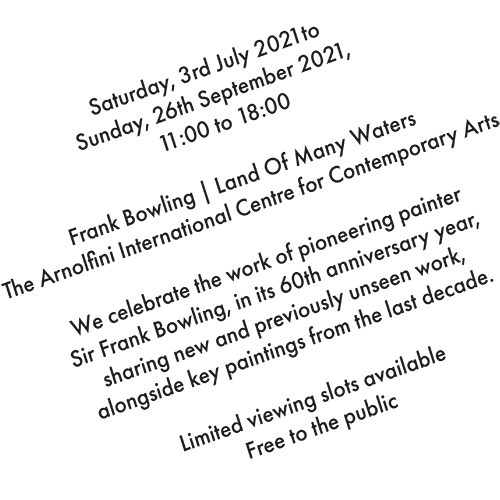 Saturday, 3rd July 2021to
Sunday, 26th September 2021,
11:00 to 18:00
Frank Bowling | Land Of Many Waters
The Arnolfini International Centre for Contemporary Arts
We celebrate the work of pioneering painter
Sir Frank Bowling, in its 60th anniversary year,
sharing new and previously unseen work,
alongside key paintings from the last decade.
Limited viewing slots available
Free to the public